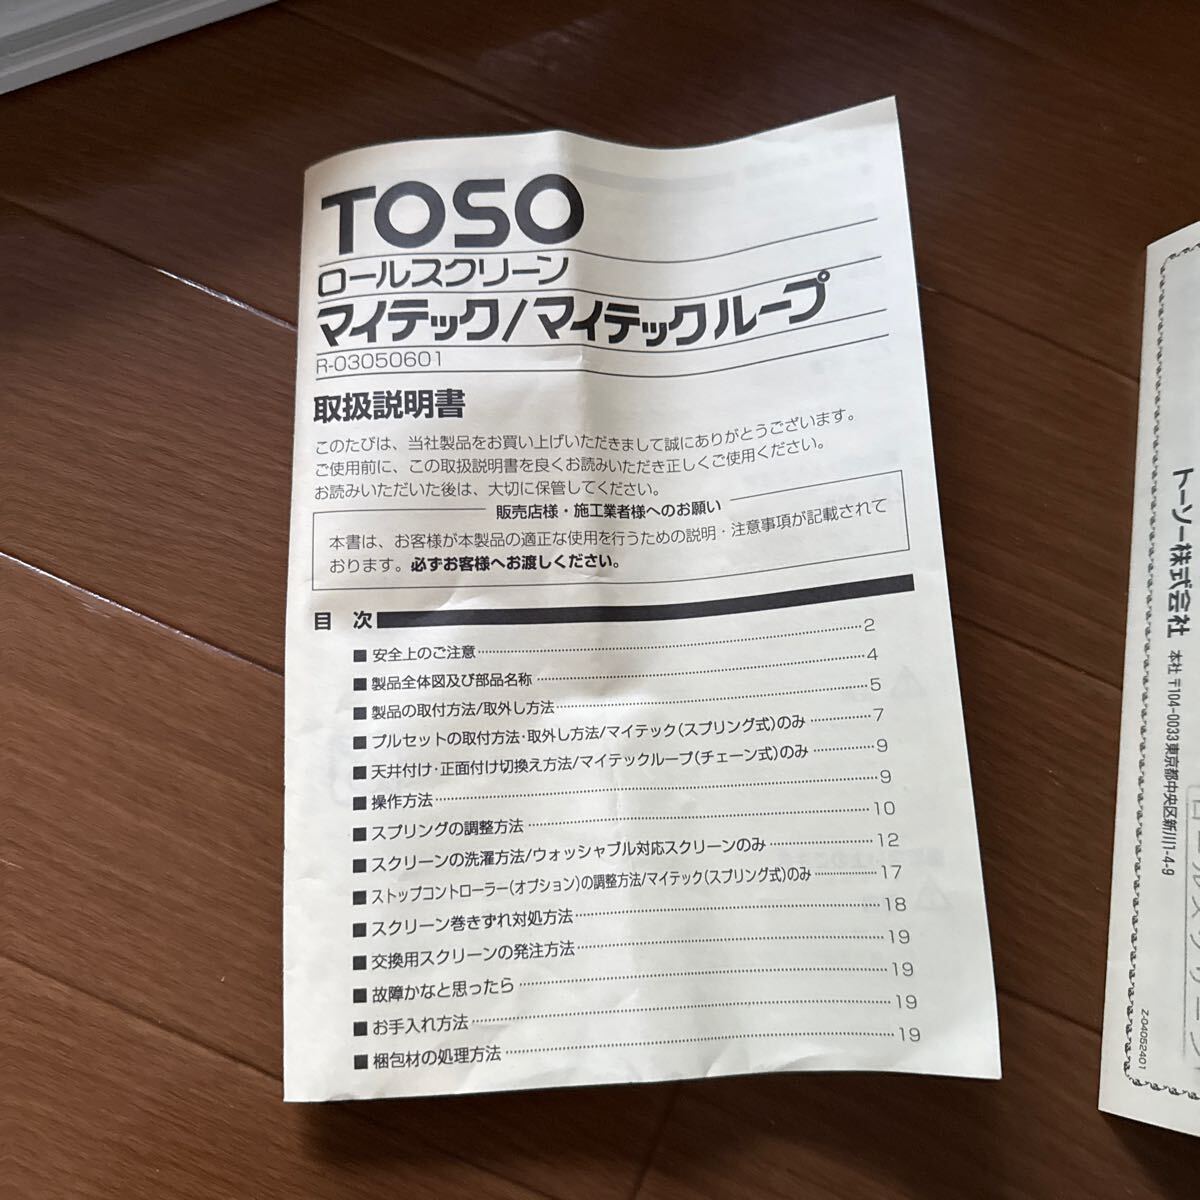 TOSO
ロールスクリーン
マイテック/マイテックループ
R-03050601
取扱説明書
このたびは、当社製品をお買い上げいただきまして誠にありがとうございます。
ご使用前に、この取扱説明書を良くお読みいただき正しくご使用ください。
お読みいただいた後は、大切に保管してください。
販売店様・施工業者様へのお願い
本書は、お客様が本製品の適正な使用を行うための説明・注意事項が記載されて
おります。必ずお客様へお渡しください。
目 次
■ 安全上のご注意 2
■ 製品全体図及び部品名称 4
■ 製品の取付方法/取外し方法 5
■ プルセットの取付方法・取外し方法/マイテック(スプリング式)のみ 7
■ 天井付け・正面付け切換え方法/マイテックループ(チェーン式)のみ 9
■ 操作方法 9
■ スプリングの調整方法 10
■ スクリーンの洗濯方法/ウォッシャブル対応スクリーンのみ 12
■ ストップコントローラー(オプション)の調整方法/マイテック(スプリング式)のみ 17
■ スクリーン巻きずれ対処方法 18
■ 交換用スクリーンの発注方法 19
■ 故障かなと思ったら 19
■ お手入れ方法 19
■ 梱包材の処理方法 19
トーソー株式会社
本社 〒104-0033 東京都中央区新川1-4-9
Z-04052401